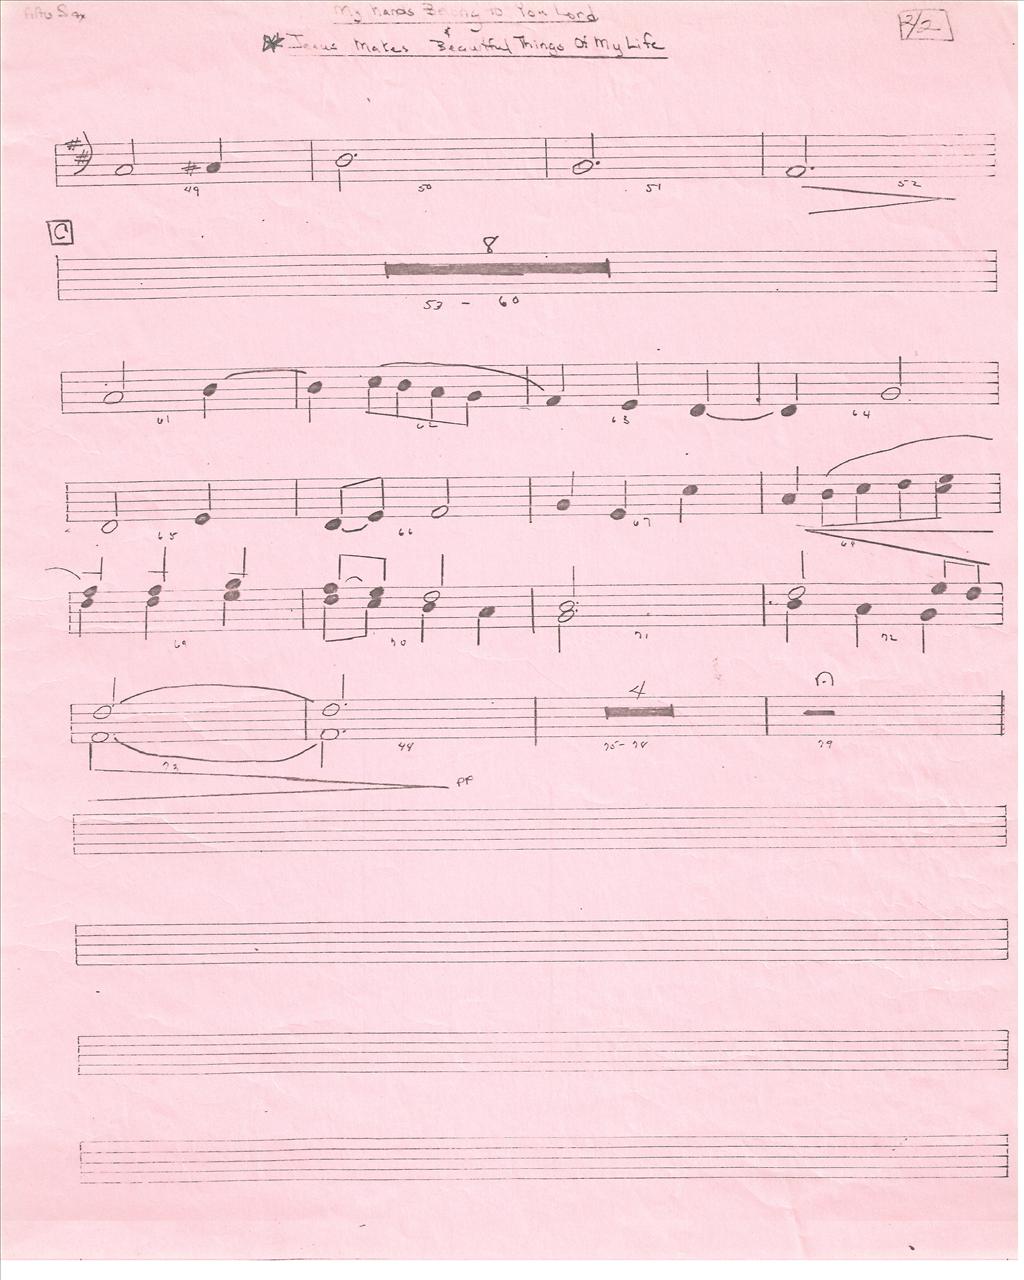 Alto Sax
My Hands Belong to You Lord
&
Jesus Makes Beautiful Things Of My Life
2/2
49 50 51 52
C
8
53 - 60
61 62 63 64
65 66 67 68
69 70 71 72
4
73 44 75-78 79
pp